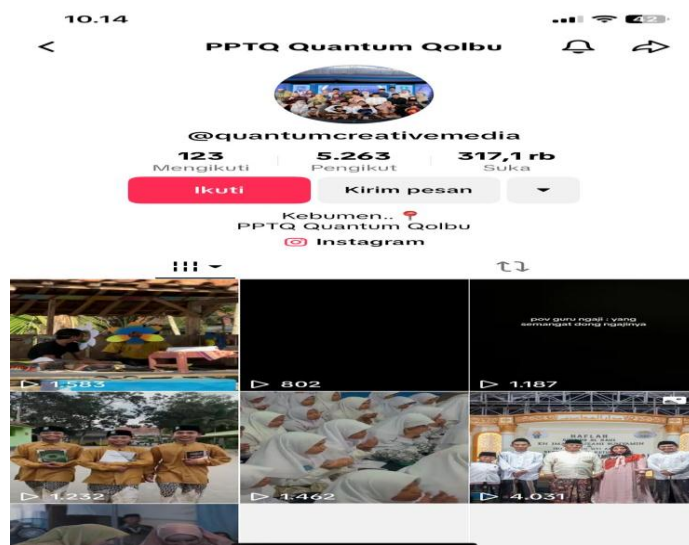 10.14
42
PPTQ Quantum Qolbu
@quantumcreativemedia
123 5.263 317,1 rb
Mengikuti Pengikut Suka
Ikuti Kirim pesan
Kebumen..
PPTQ Quantum Qolbu
Instagram
pov guru ngaji : yang
semangat dong ngajinya
1.583 802 1.187
HAFLAH
1.232 1.462 4.031